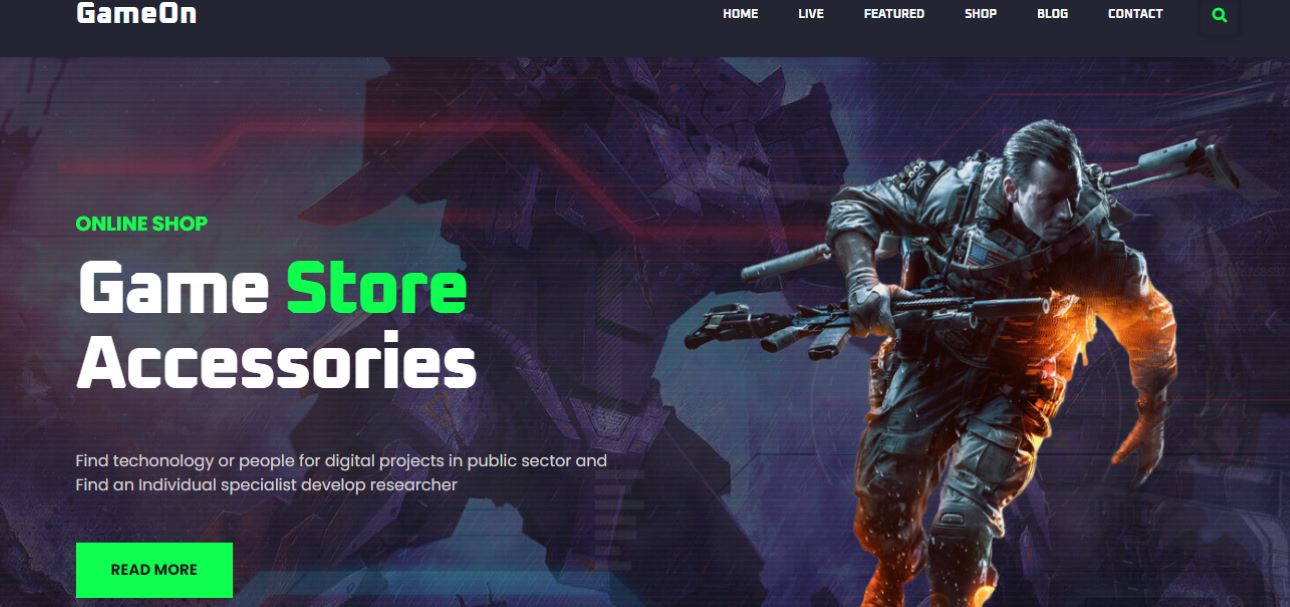 GameOn
HOME LIVE FEATURED SHOP BLOG CONTACT
ONLINE SHOP
Game Store
Accessories
Find techonology or people for digital projects in public sector and
Find an Individual specialist develop researcher
READ MORE